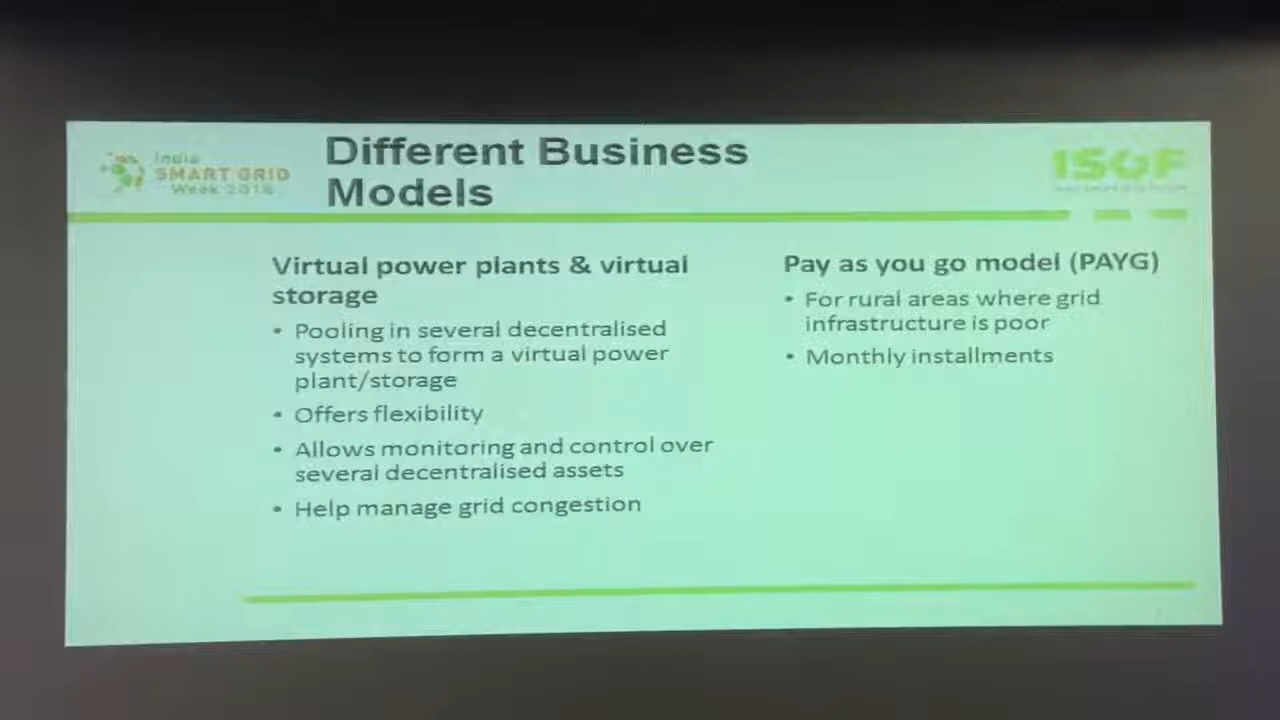 India
SMART GRID
Different Business
Models
ISGF
Virtual power plants & virtual
storage
• Pooling in several decentralised
systems to form a virtual power
plant/storage
• Offers flexibility
• Allows monitoring and control over
several decentralised assets
• Help manage grid congestion
Pay as you go model (PAYG)
• For rural areas where grid
infrastructure is poor
• Monthly installments